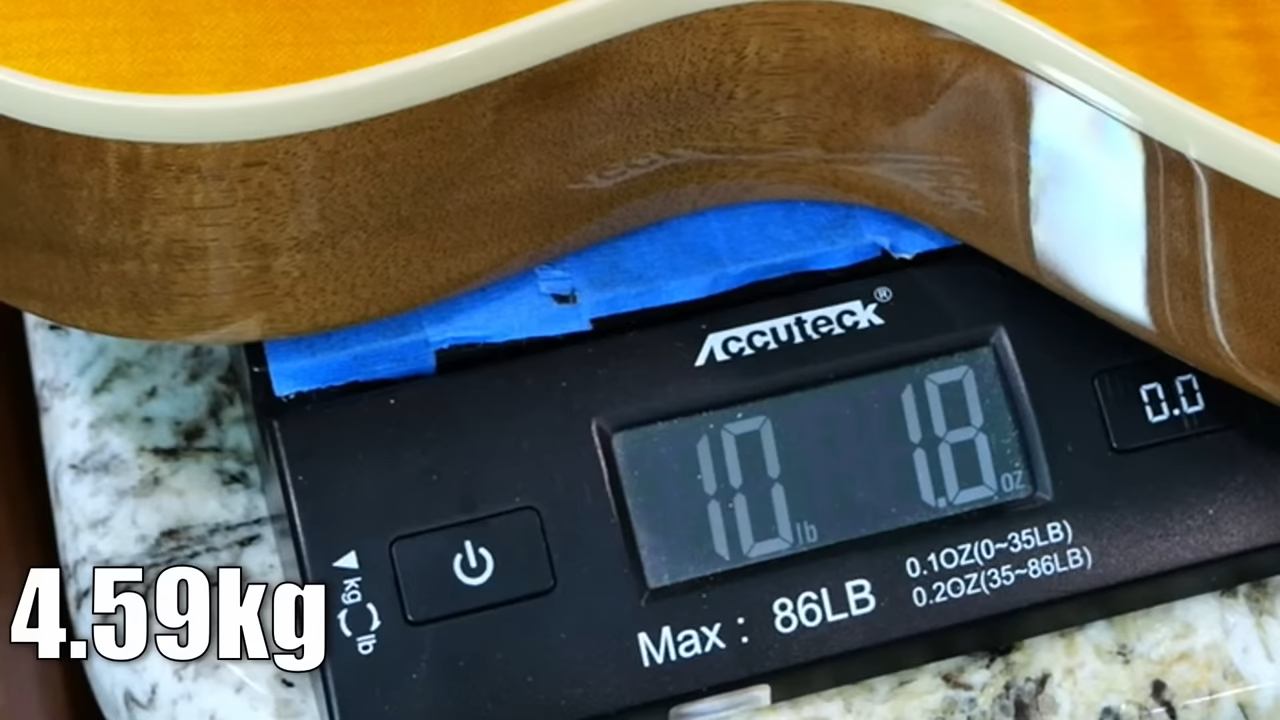 Accuteck®
0.0
10 lb 1.8 oz
0.1OZ(0~35LB)
0.2OZ(35~86LB)
Max : 86LB
kg
lb
4.59kg